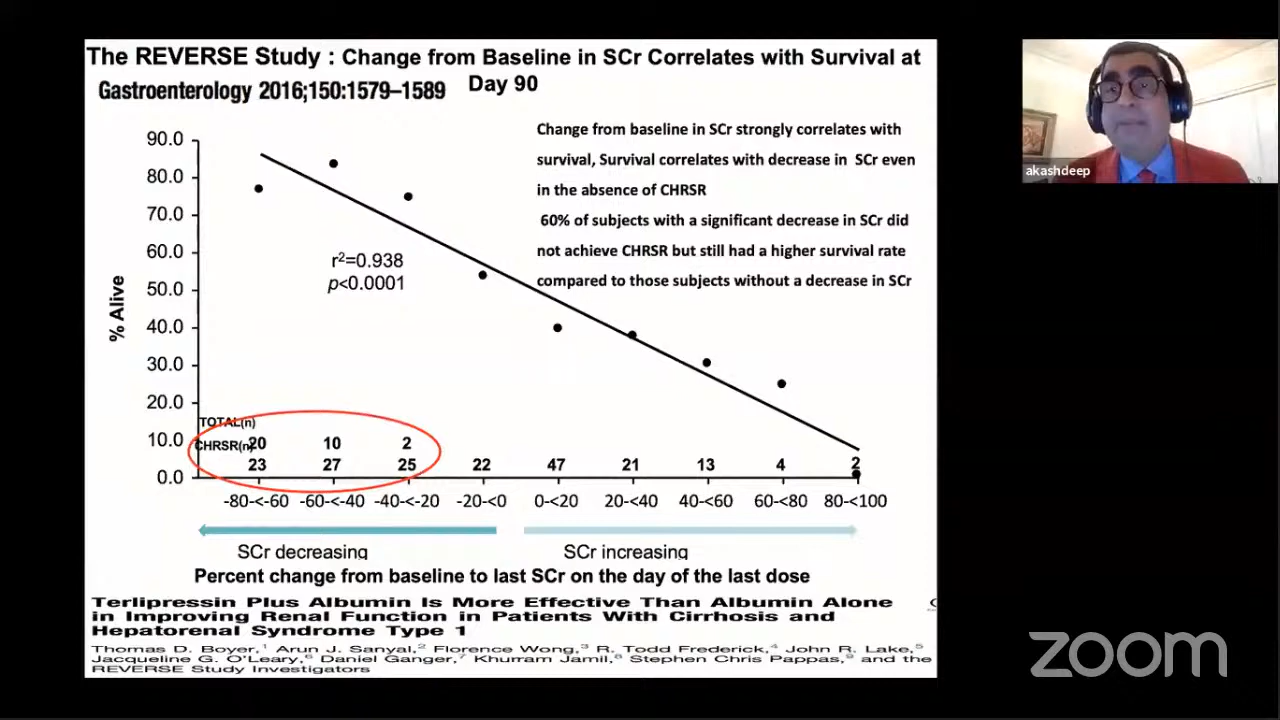 The REVERSE Study : Change from Baseline in SCr Correlates with Survival at
Gastroenterology 2016;150:1579–1589 Day 90
Change from baseline in SCr strongly correlates with
survival, Survival correlates with decrease in SCr even
in the absence of CHRSR
60% of subjects with a significant decrease in SCr did
not achieve CHRSR but still had a higher survival rate
compared to those subjects without a decrease in SCr
r²=0.938
p<0.0001
% Alive
90.0
80.0
70.0
60.0
50.0
40.0
30.0
20.0
10.0
0.0
TOTAL(n)
CHRSR(n) 20 10 2
23 27 25 22 47 21 13 4 2
-80-<-60 -60-<-40 -40-<-20 -20-<0 0-<20 20-<40 40-<60 60-<80 80-<100
SCr decreasing SCr increasing
Percent change from baseline to last SCr on the day of the last dose
Terlipressin Plus Albumin Is More Effective Than Albumin Alone
in Improving Renal Function in Patients With Cirrhosis and
Hepatorenal Syndrome Type 1
Thomas D. Boyer,¹ Arun J. Sanyal,² Florence Wong,³ R. Todd Frederick,⁴ John R. Lake,⁵
Jacqueline G. O'Leary,⁶ Daniel Ganger,⁷ Khurram Jamil,⁸ Stephen Chris Pappas,⁹ and the
REVERSE Study Investigators
akashdeep
zoom